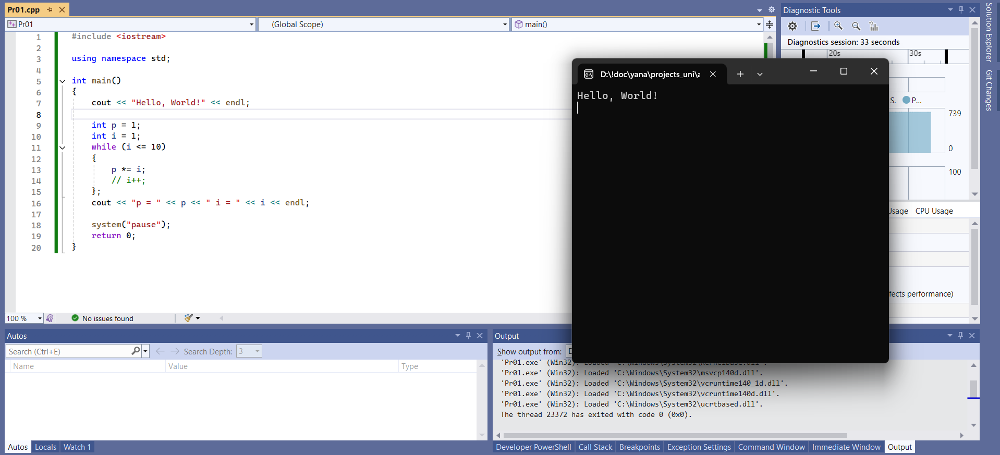 Pr01.cpp
Pr01
(Global Scope)
main()
1 #include <iostream>
2
3 using namespace std;
4
5 int main()
6 {
7 cout << "Hello, World!" << endl;
8
9 int p = 1;
10 int i = 1;
11 while (i <= 10)
12 {
13 p *= i;
14 // i++;
15 };
16 cout << "p = " << p << " i = " << i << endl;
17
18 system("pause");
19 return 0;
20 }
100 %
No issues found
D:\!doc\yana\projects_uni\a
Hello, World!
Diagnostic Tools
Diagnostics session: 33 seconds
20s 30s
S. P...
739
0
100
Usage CPU Usage
fects performance)
Solution Explorer
Git Changes
Autos
Search (Ctrl+E)
Search Depth: 3
Name Value Type
Autos Locals Watch 1
Output
Show output from:
'Pr01.exe' (Win32): Loaded 'C:\Windows\System32\KernelBase.dll'.
'Pr01.exe' (Win32): Loaded 'C:\Windows\System32\msvcp140d.dll'.
'Pr01.exe' (Win32): Loaded 'C:\Windows\System32\vcruntime140_1d.dll'.
'Pr01.exe' (Win32): Loaded 'C:\Windows\System32\vcruntime140d.dll'.
'Pr01.exe' (Win32): Loaded 'C:\Windows\System32\ucrtbased.dll'.
The thread 23372 has exited with code 0 (0x0).
Developer PowerShell Call Stack Breakpoints Exception Settings Command Window Immediate Window Output